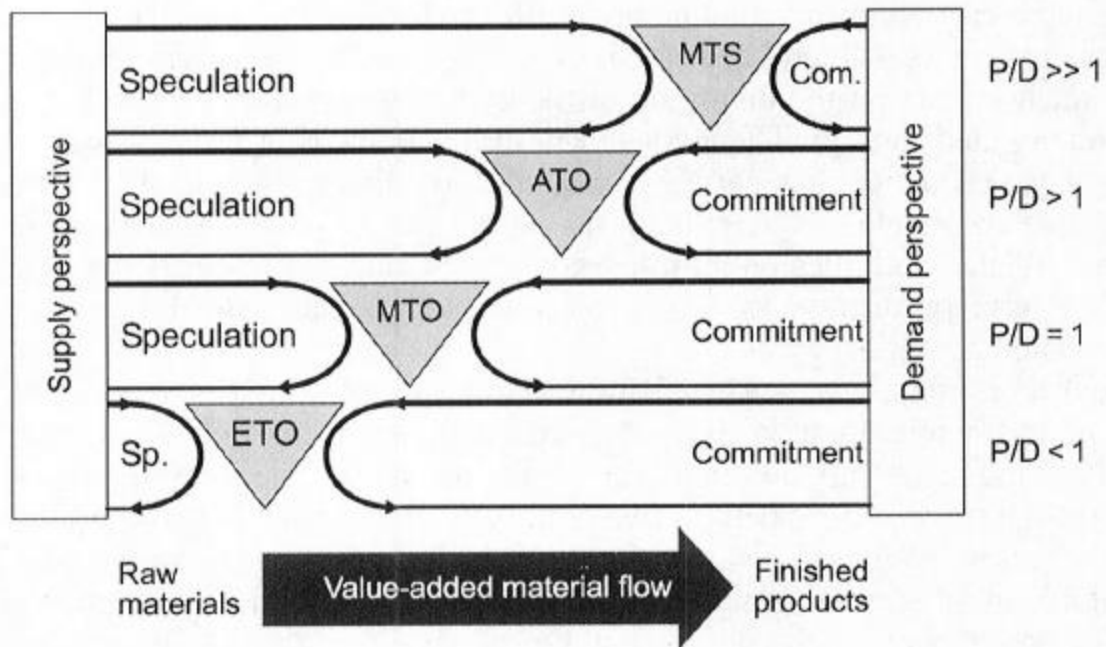 Supply perspective
Speculation
MTS
Com.
P/D >> 1
Speculation
ATO
Commitment
P/D > 1
Speculation
MTO
Commitment
P/D = 1
Sp.
ETO
Commitment
P/D < 1
Demand perspective
Raw
materials
Value-added material flow
Finished
products